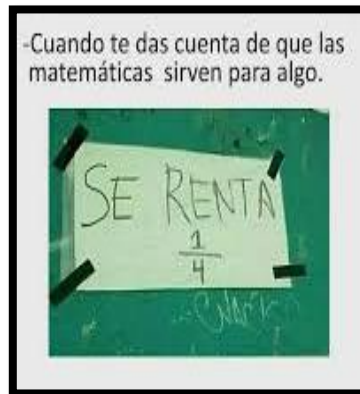 -Cuando te das cuenta de que las
matemáticas sirven para algo.
SE RENTA
1
4